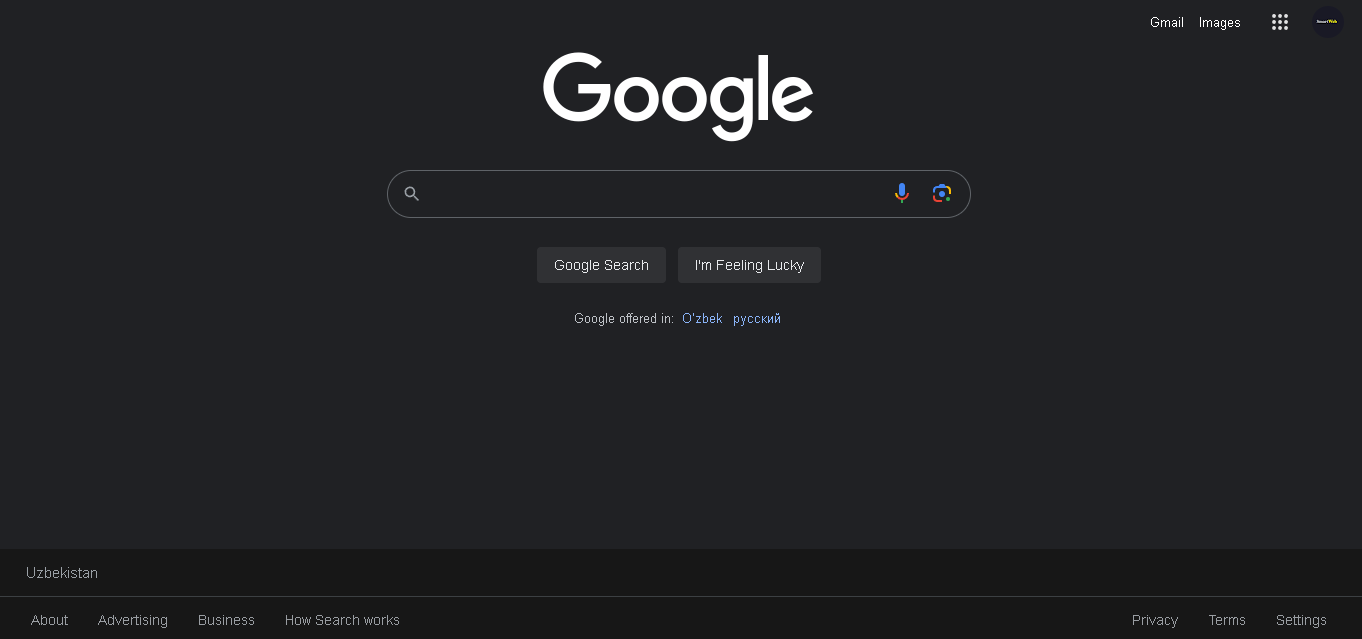 Gmail Images
Google
Google Search I'm Feeling Lucky
Google offered in: O'zbek русский
Uzbekistan
About Advertising Business How Search works Privacy Terms Settings